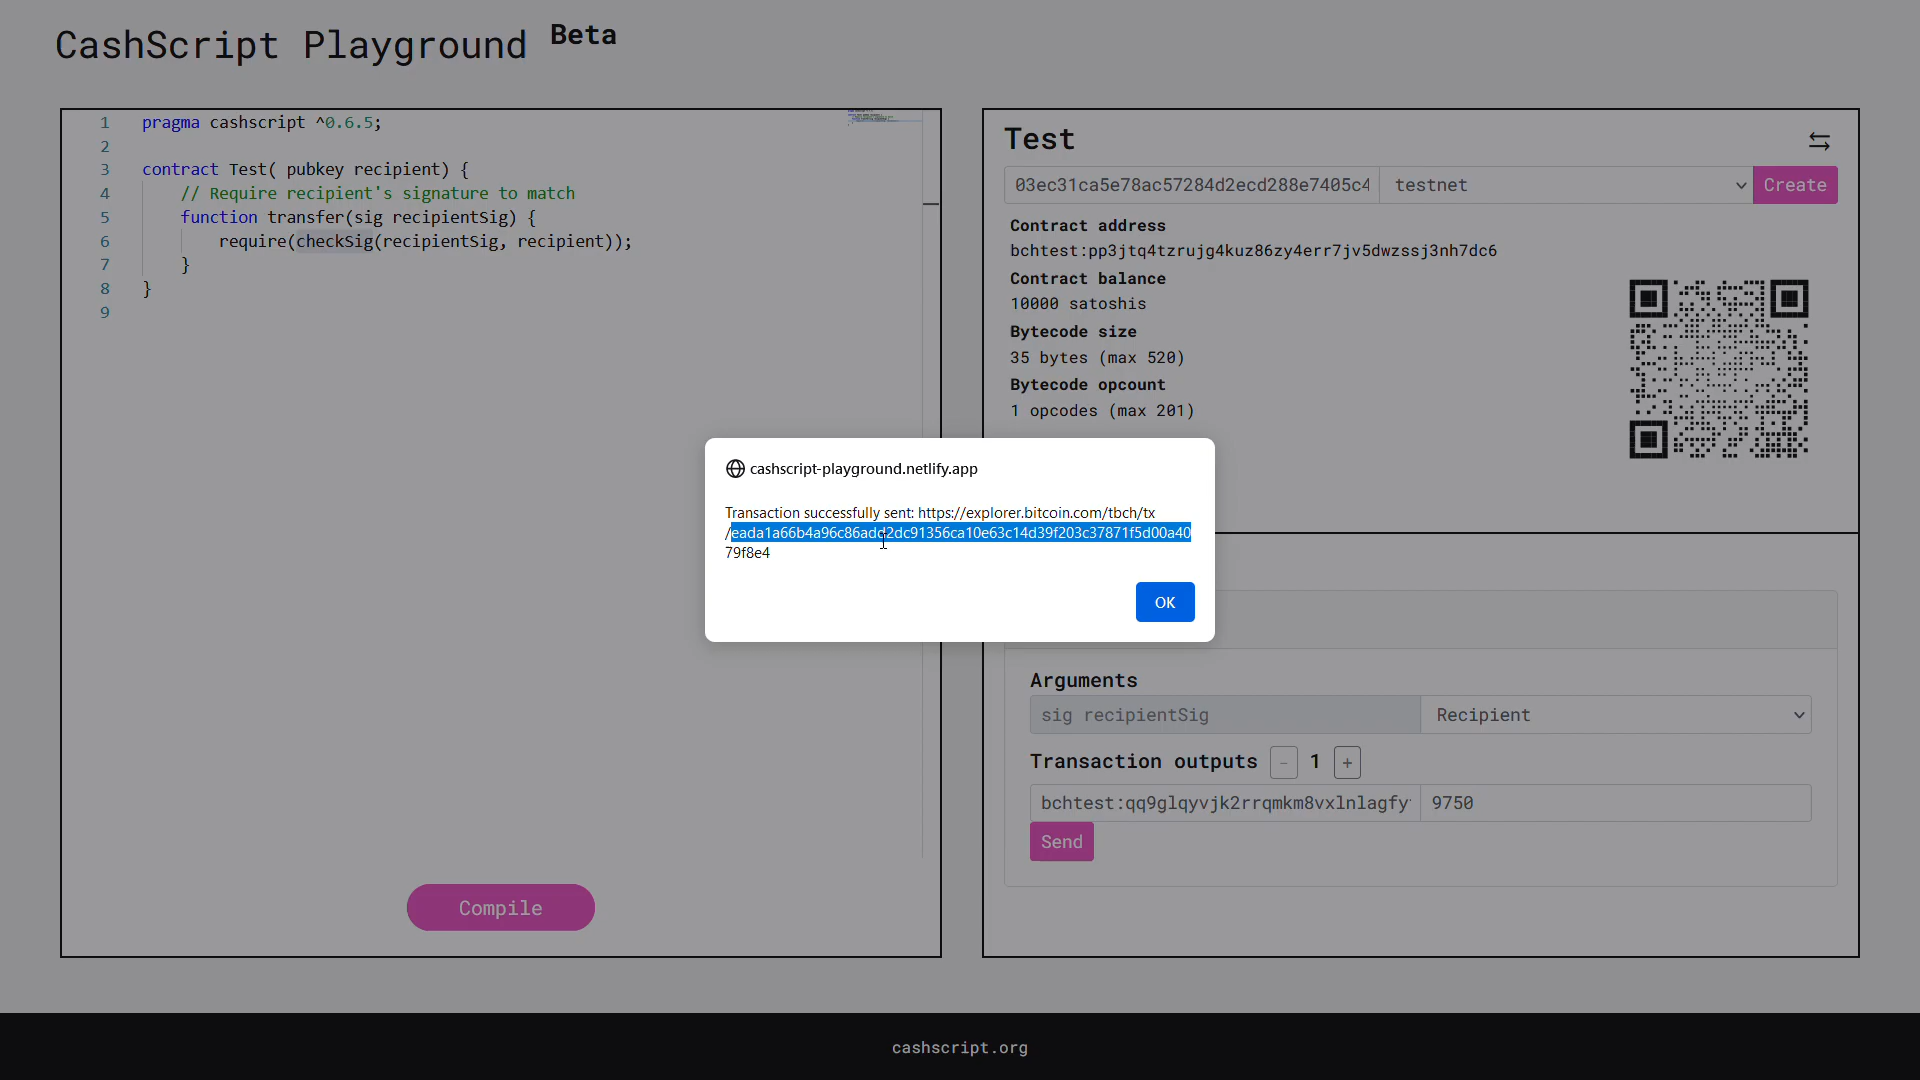 CashScript Playground Beta
1 pragma cashscript ^0.6.5;
2
3 contract Test( pubkey recipient) {
4 // Require recipient's signature to match
5 function transfer(sig recipientSig) {
6 require(checkSig(recipientSig, recipient));
7 }
8 }
9
Compile
Test
03ec31ca5e78ac57284d2ecd288e7405c4
testnet
Create
Contract address
bchtest:pp3jtq4tzrujg4kuz86zy4err7jv5dwzssj3nh7dc6
Contract balance
10000 satoshis
Bytecode size
35 bytes (max 520)
Bytecode opcount
1 opcodes (max 201)
cashscript-playground.netlify.app
Transaction successfully sent: https://explorer.bitcoin.com/tbch/tx
/eada1a66b4a96c86add2dc91356ca10e63c14d39f203c37871f5d00a40
79f8e4
OK
Arguments
sig recipientSig
Recipient
Transaction outputs - 1 +
bchtest:qq9glqyvjk2rrqmkm8vxlnlagfy
9750
Send
cashscript.org